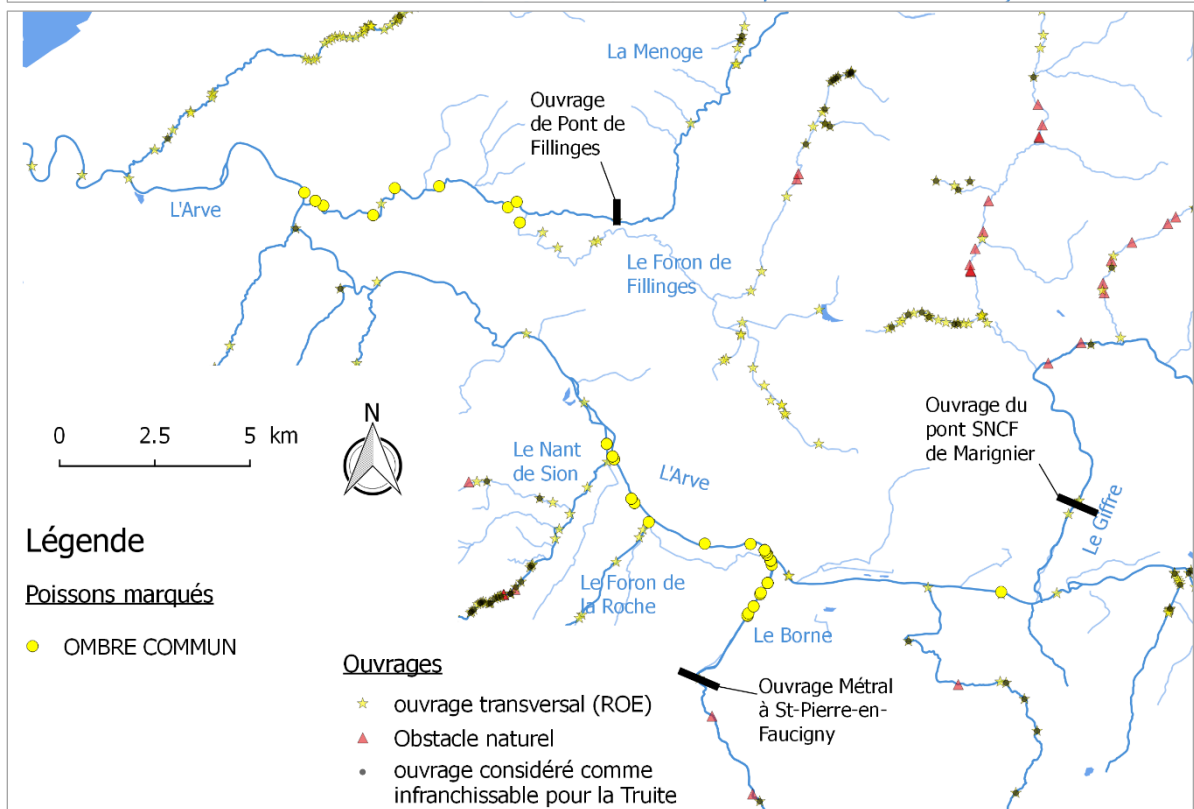 La Menoge
Ouvrage
de Pont de
Fillinges
L'Arve
Le Foron de
Fillinges
Ouvrage du
pont SNCF
de Marignier
0 2.5 5 km
N
Le Nant
de Sion
L'Arve
Le Giffre
Légende
Poissons marqués
OMBRE COMMUN
Le Foron de
la Roche
Le Borne
Ouvrage Métral
à St-Pierre-en-
Faucigny
Ouvrages
ouvrage transversal (ROE)
Obstacle naturel
ouvrage considéré comme
infranchissable pour la Truite